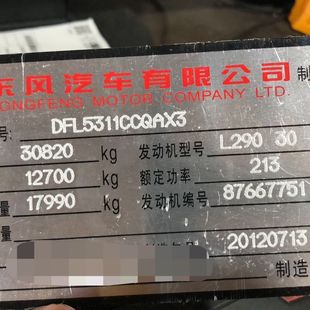 东风汽车有限公司 制
DONGFENG MOTOR COMPANY LTD.
号: DFL5311CCQAX3
30820 kg 发动机型号 L290 30
12700 kg 额定功率 213
量 17990 kg 发动机编号 87667751
20120713
制造